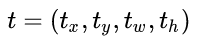 t = (t_x, t_y, t_w, t_h)